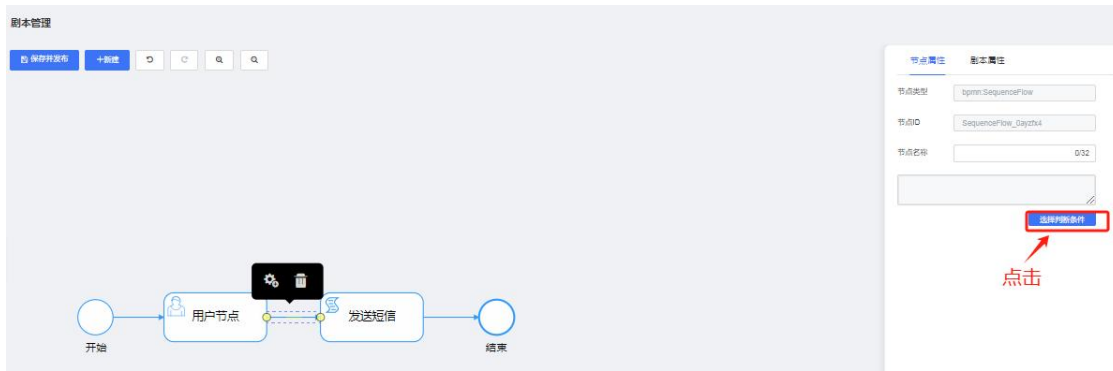 剧本管理
保存并发布 +新建
节点属性 剧本属性
节点类型 bpmn:SequenceFlow
节点ID SequenceFlow_0ayzfx4
节点名称 0/32
选择判断条件
点击
用户节点 发送短信
开始 结束